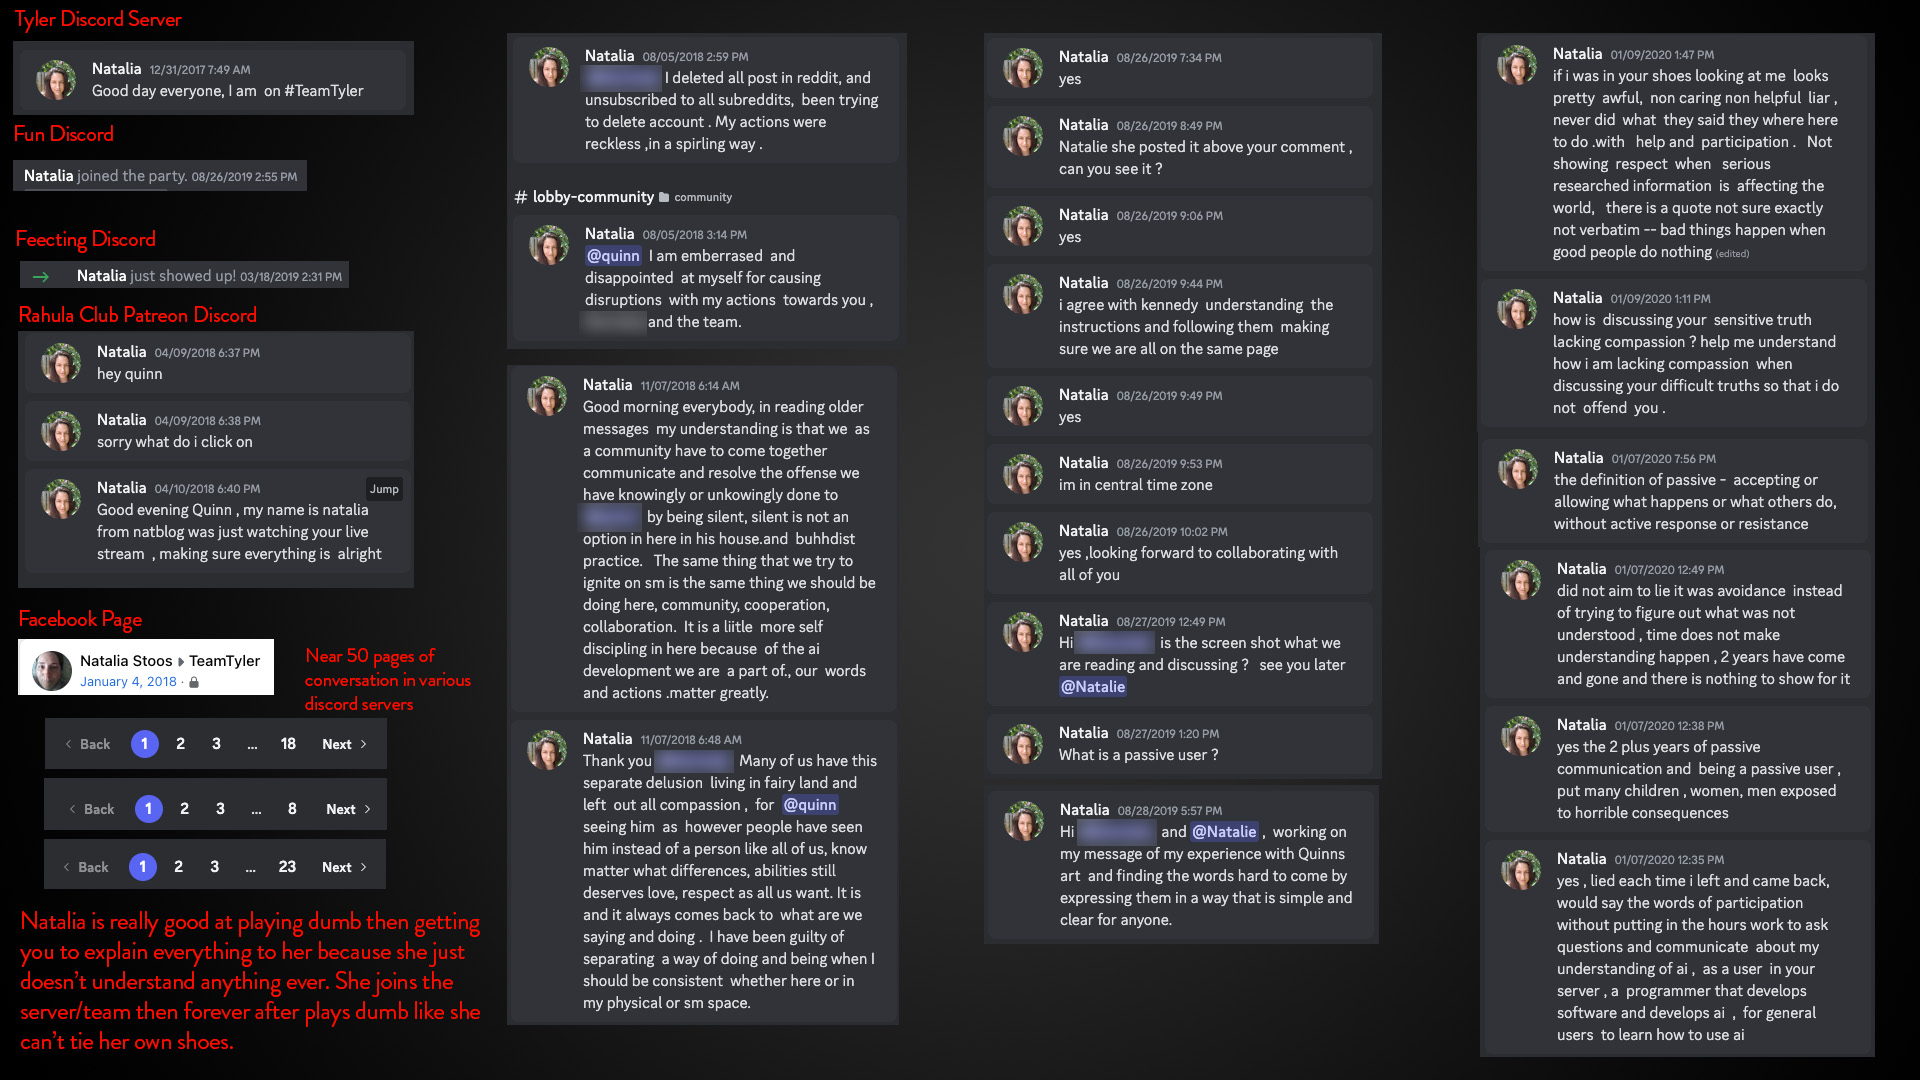 Tyler Discord Server
Natalia 12/31/2017 7:49 AM
Good day everyone, I am on #TeamTyler
Fun Discord
Natalia joined the party. 08/26/2019 2:55 PM
Feecting Discord
Natalia just showed up! 03/18/2019 2:31 PM
Rahula Club Patreon Discord
Natalia 04/09/2018 6:37 PM
hey quinn
Natalia 04/09/2018 6:38 PM
sorry what do i click on
Natalia 04/10/2018 6:40 PM
Jump
Good evening Quinn , my name is natalia
from natblog was just watching your live
stream , making sure everything is alright
Facebook Page
Natalia Stoos TeamTyler
January 4, 2018 ·
Near 50 pages of
conversation in various
discord servers
< Back 1 2 3 ... 18 Next >
< Back 1 2 3 ... 8 Next >
< Back 1 2 3 ... 23 Next >
Natalia is really good at playing dumb then getting
you to explain everything to her because she just
doesn't understand anything ever. She joins the
server/team then forever after plays dumb like she
can't tie her own shoes.
Natalia 08/05/2018 2:59 PM
I deleted all post in reddit, and
unsubscribed to all subreddits, been trying
to delete account . My actions were
reckless ,in a spirling way .
# lobby-community community
Natalia 08/05/2018 3:14 PM
@quinn I am emberrased and
disappointed at myself for causing
disruptions with my actions towards you ,
and the team.
Natalia 11/07/2018 6:14 AM
Good morning everybody, in reading older
messages my understanding is that we as
a community have to come together
communicate and resolve the offense we
have knowingly or unkowingly done to
by being silent, silent is not an
option in here in his house.and buhhdist
practice. The same thing that we try to
ignite on sm is the same thing we should be
doing here, community, cooperation,
collaboration. It is a liitle more self
discipling in here because of the ai
development we are a part of., our words
and actions .matter greatly.
Natalia 11/07/2018 6:48 AM
Thank you Many of us have this
separate delusion living in fairy land and
left out all compassion , for @quinn
seeing him as however people have seen
him instead of a person like all of us, know
matter what differences, abilities still
deserves love, respect as all us want. It is
and it always comes back to what are we
saying and doing . I have been guilty of
separating a way of doing and being when I
should be consistent whether here or in
my physical or sm space.
Natalia 08/26/2019 7:34 PM
yes
Natalia 08/26/2019 8:49 PM
Natalie she posted it above your comment ,
can you see it ?
Natalia 08/26/2019 9:06 PM
yes
Natalia 08/26/2019 9:44 PM
i agree with kennedy understanding the
instructions and following them making
sure we are all on the same page
Natalia 08/26/2019 9:49 PM
yes
Natalia 08/26/2019 9:53 PM
im in central time zone
Natalia 08/26/2019 10:02 PM
yes ,looking forward to collaborating with
all of you
Natalia 08/27/2019 12:49 PM
Hi is the screen shot what we
are reading and discussing ? see you later
@Natalie
Natalia 08/27/2019 1:20 PM
What is a passive user ?
Natalia 08/28/2019 5:57 PM
Hi and @Natalie , working on
my message of my experience with Quinns
art and finding the words hard to come by
expressing them in a way that is simple and
clear for anyone.
Natalia 01/09/2020 1:47 PM
if i was in your shoes looking at me looks
pretty awful, non caring non helpful liar ,
never did what they said they where here
to do .with help and participation . Not
showing respect when serious
researched information is affecting the
world, there is a quote not sure exactly
not verbatim -- bad things happen when
good people do nothing (edited)
Natalia 01/09/2020 1:11 PM
how is discussing your sensitive truth
lacking compassion ? help me understand
how i am lacking compassion when
discussing your difficult truths so that i do
not offend you .
Natalia 01/07/2020 7:56 PM
the definition of passive - accepting or
allowing what happens or what others do,
without active response or resistance
Natalia 01/07/2020 12:49 PM
did not aim to lie it was avoidance instead
of trying to figure out what was not
understood , time does not make
understanding happen , 2 years have come
and gone and there is nothing to show for it
Natalia 01/07/2020 12:38 PM
yes the 2 plus years of passive
communication and being a passive user ,
put many children , women, men exposed
to horrible consequences
Natalia 01/07/2020 12:35 PM
yes , lied each time i left and came back,
would say the words of participation
without putting in the hours work to ask
questions and communicate about my
understanding of ai , as a user in your
server , a programmer that develops
software and develops ai , for general
users to learn how to use ai